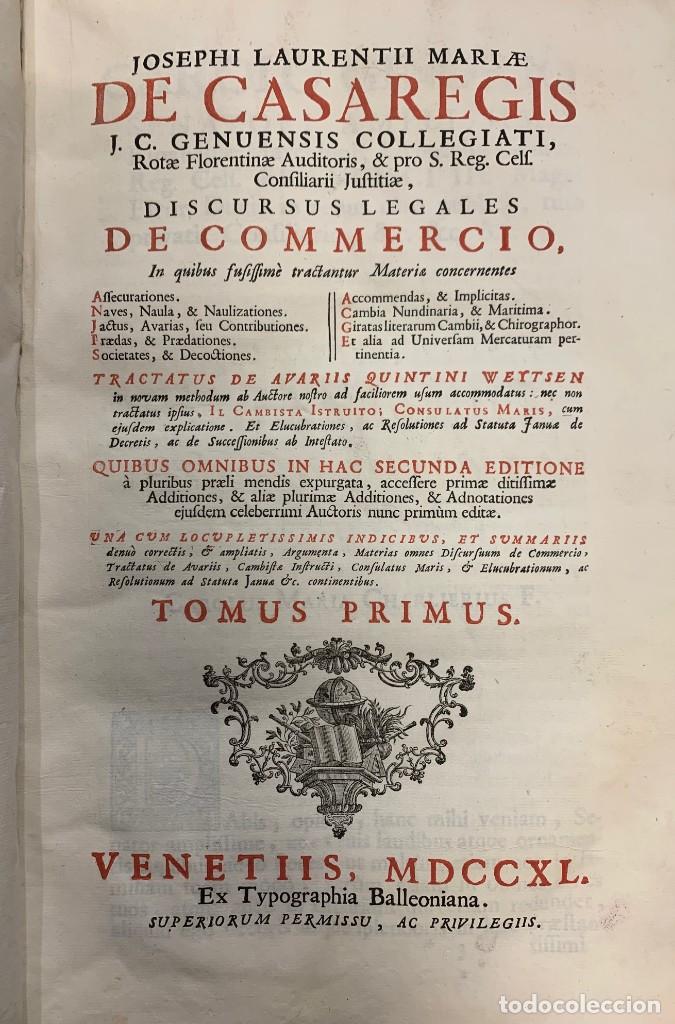 JOSEPHI LAURENTII MARIÆ
DE CASAREGIS
J. C. GENUENSIS COLLEGIATI,
Rotæ Florentinæ Auditoris, & pro S. Reg. Celſ.
Conſiliarii Juſtitiæ,
DISCURSUS LEGALES
DE COMMERCIO,
In quibus fuſiſſimè tractantur Materiæ concernentes
Aſſecurationes.
Naves, Naula, & Naulizationes.
Jactus, Avarias, ſeu Contributiones.
Prædas, & Prædationes.
Societates, & Decoctiones.
Accommendas, & Implicitas.
Cambia Nundinaria, & Maritima.
Giratas literarum Cambii, & Chirographor.
Et alia ad Univerſam Mercaturam per-
tinentia.
TRACTATUS DE AVARIIS QUINTINI WEYTSEN
in novam methodum ab Auctore noſtro ad faciliorem uſum accommodatus: nec non
tractatus ipſius, IL CAMBISTA ISTRUITO; CONSULATUS MARIS, cum
ejuſdem explicatione. Et Elucubrationes, ac Reſolutiones ad Statuta Januæ de
Decretis, ac de Succeſſionibus ab Inteſtato.
QUIBUS OMNIBUS IN HAC SECUNDA EDITIONE
à pluribus præli mendis expurgata, acceſſere primæ ditiſſimæ
Additiones, & aliæ plurimæ Additiones, & Adnotationes
ejuſdem celeberrimi Auctoris nunc primùm editæ.
UNA CUM LOCUPLETISSIMIS INDICIBUS, ET SUMMARIIS
denuò correctis, & ampliatis, Argumenta, Materias omnes Diſcurſuum de Commercio,
Tractatus de Avariis, Cambiſtæ Inſtructi, Conſulatus Maris, & Elucubrationum, ac
Reſolutionum ad Statuta Januæ &c. continentibus.
TOMUS PRIMUS.
VENETIIS, MDCCXL.
Ex Typographia Balleoniana.
SUPERIORUM PERMISSU, AC PRIVILEGIIS.
todocoleccion